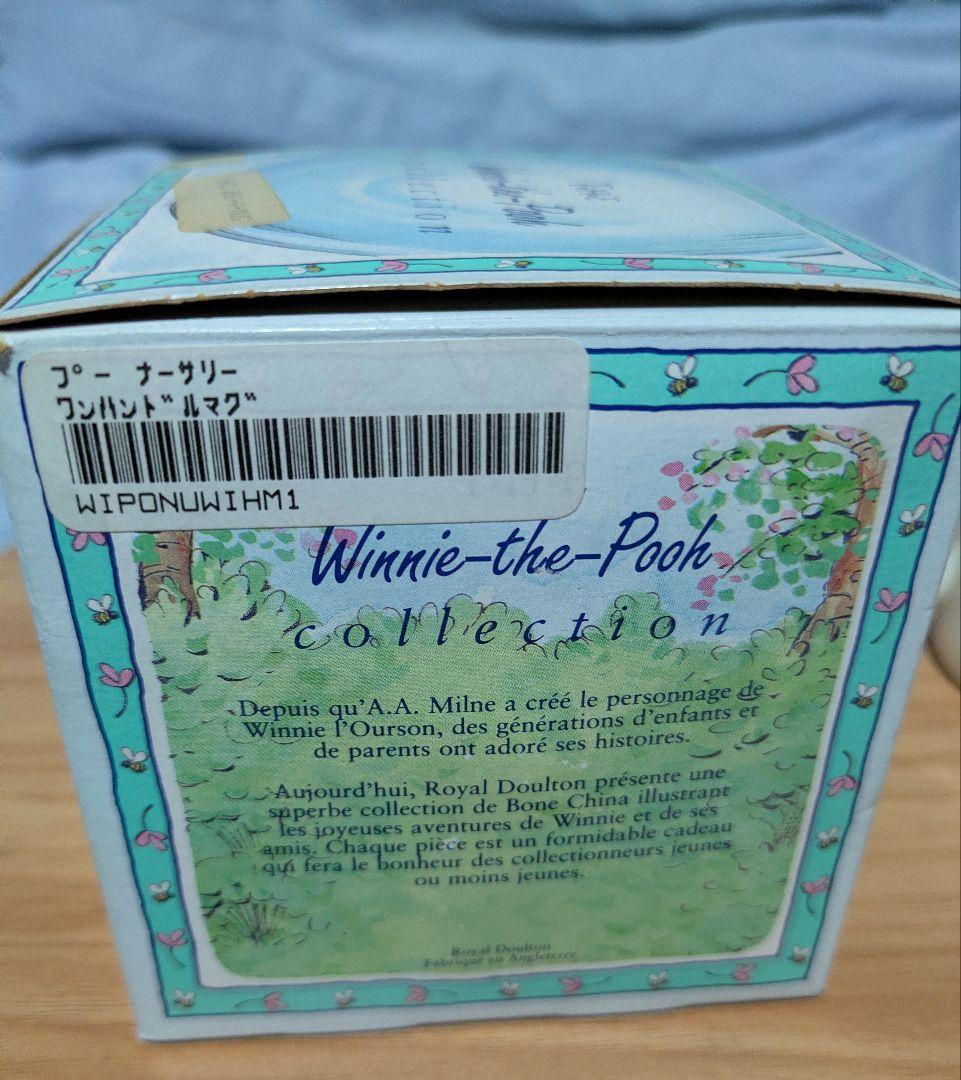 Winnie-the-Pooh
collection
プー ナーサリー
ワンハンドルマグ
WIPONUWIHM1
Winnie-the-Pooh
collection
Depuis qu'A.A. Milne a créé le personnage de
Winnie l'Ourson, des générations d'enfants et
de parents ont adoré ses histoires.
Aujourd'hui, Royal Doulton présente une
superbe collection de Bone China illustrant
les joyeuses aventures de Winnie et de ses
amis. Chaque pièce est un formidable cadeau
qui fera le bonheur des collectionneurs jeunes
ou moins jeunes.
Royal Doulton
Fabriqué en Angleterre